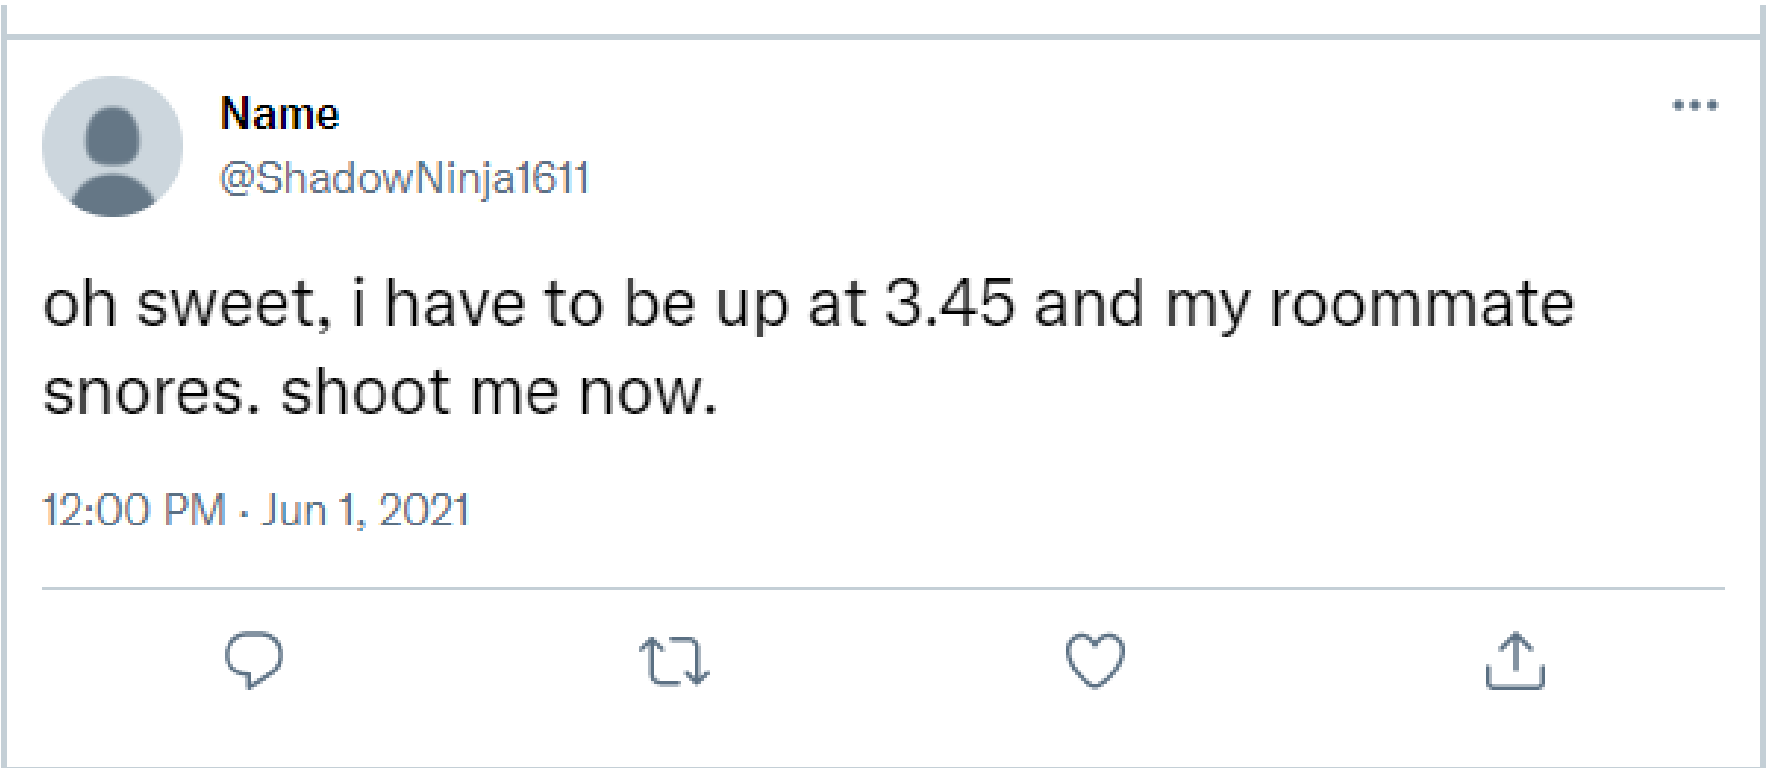 Name
@ShadowNinja1611
oh sweet, i have to be up at 3.45 and my roommate
snores. shoot me now.
12:00 PM · Jun 1, 2021